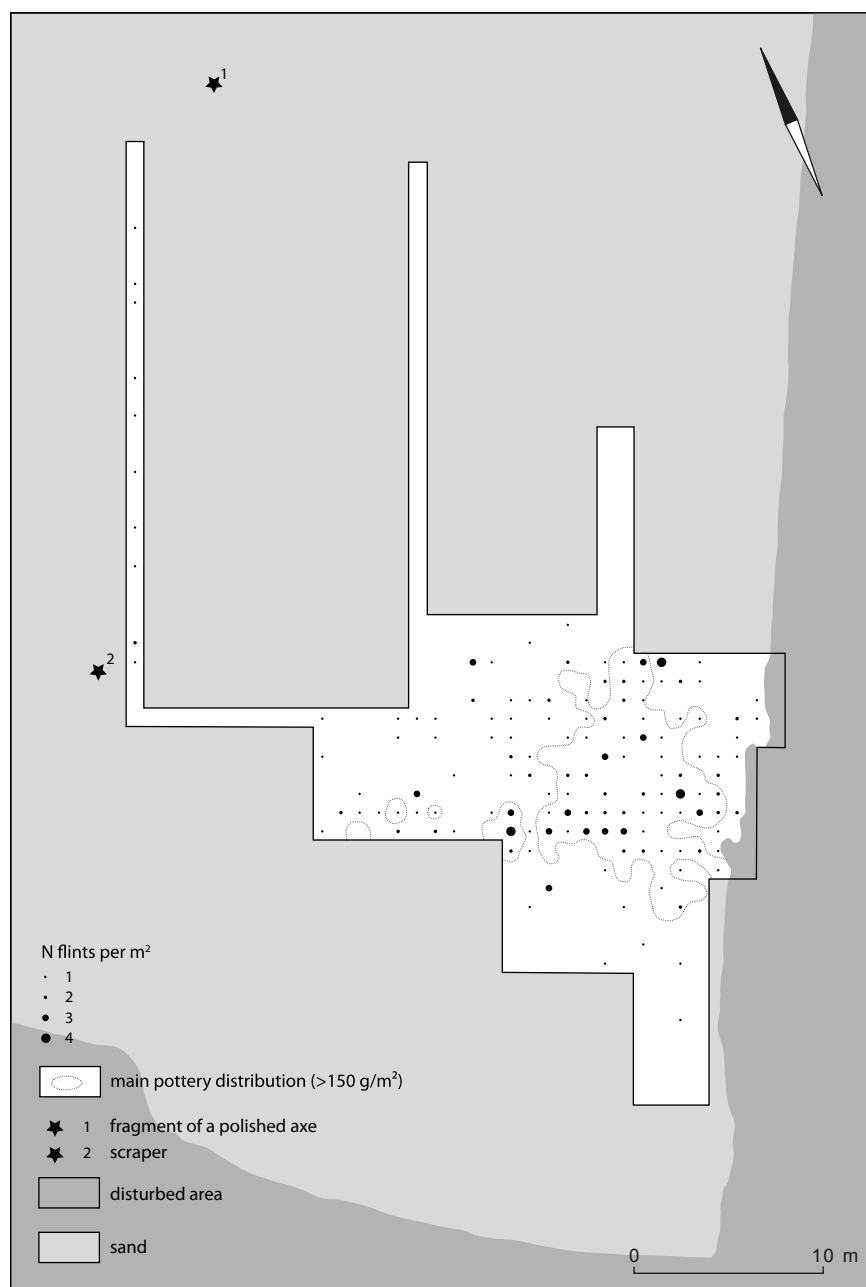 1
2
N flints per m²
1
2
3
4
main pottery distribution (>150 g/m²)
1 fragment of a polished axe
2 scraper
disturbed area
sand
0 10 m